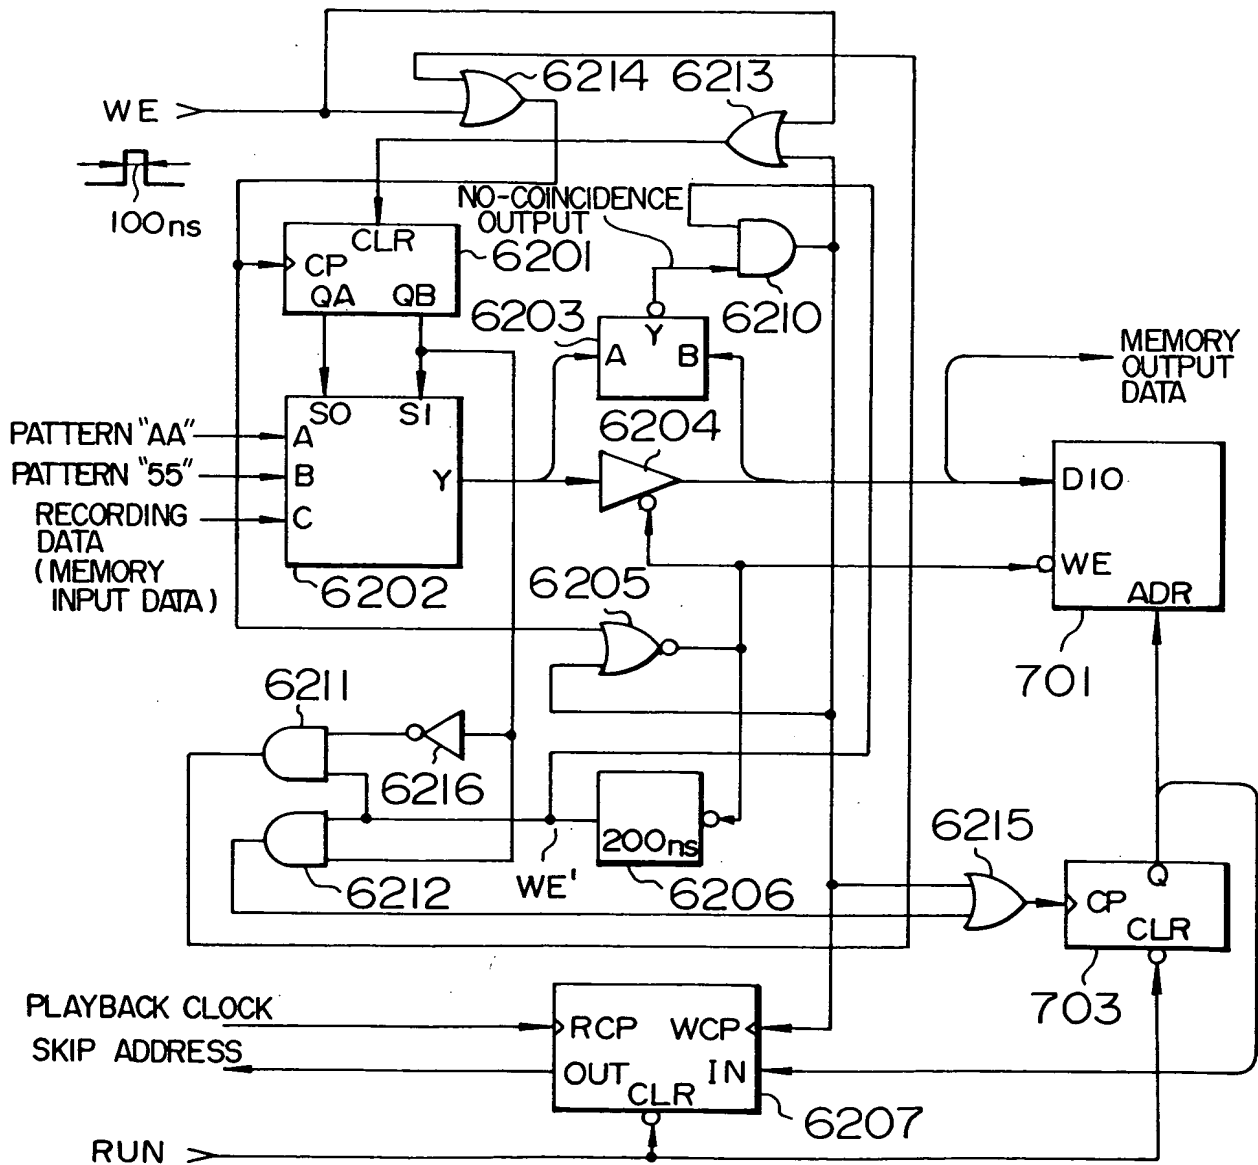 6214
6213
WE
100ns
NO-COINCIDENCE
OUTPUT
CLR
6201
CP
QA
QB
6210
6203
Y
A
B
MEMORY
OUTPUT
DATA
S0
S1
6204
PATTERN "AA"
A
PATTERN "55"
B
Y
DIO
RECORDING
DATA
(MEMORY
INPUT DATA)
C
6202
6205
WE
ADR
701
6211
6216
200ns
6215
6212
WE'
6206
Q
CP
CLR
703
PLAYBACK CLOCK
RCP
WCP
SKIP ADDRESS
OUT
IN
CLR
6207
RUN